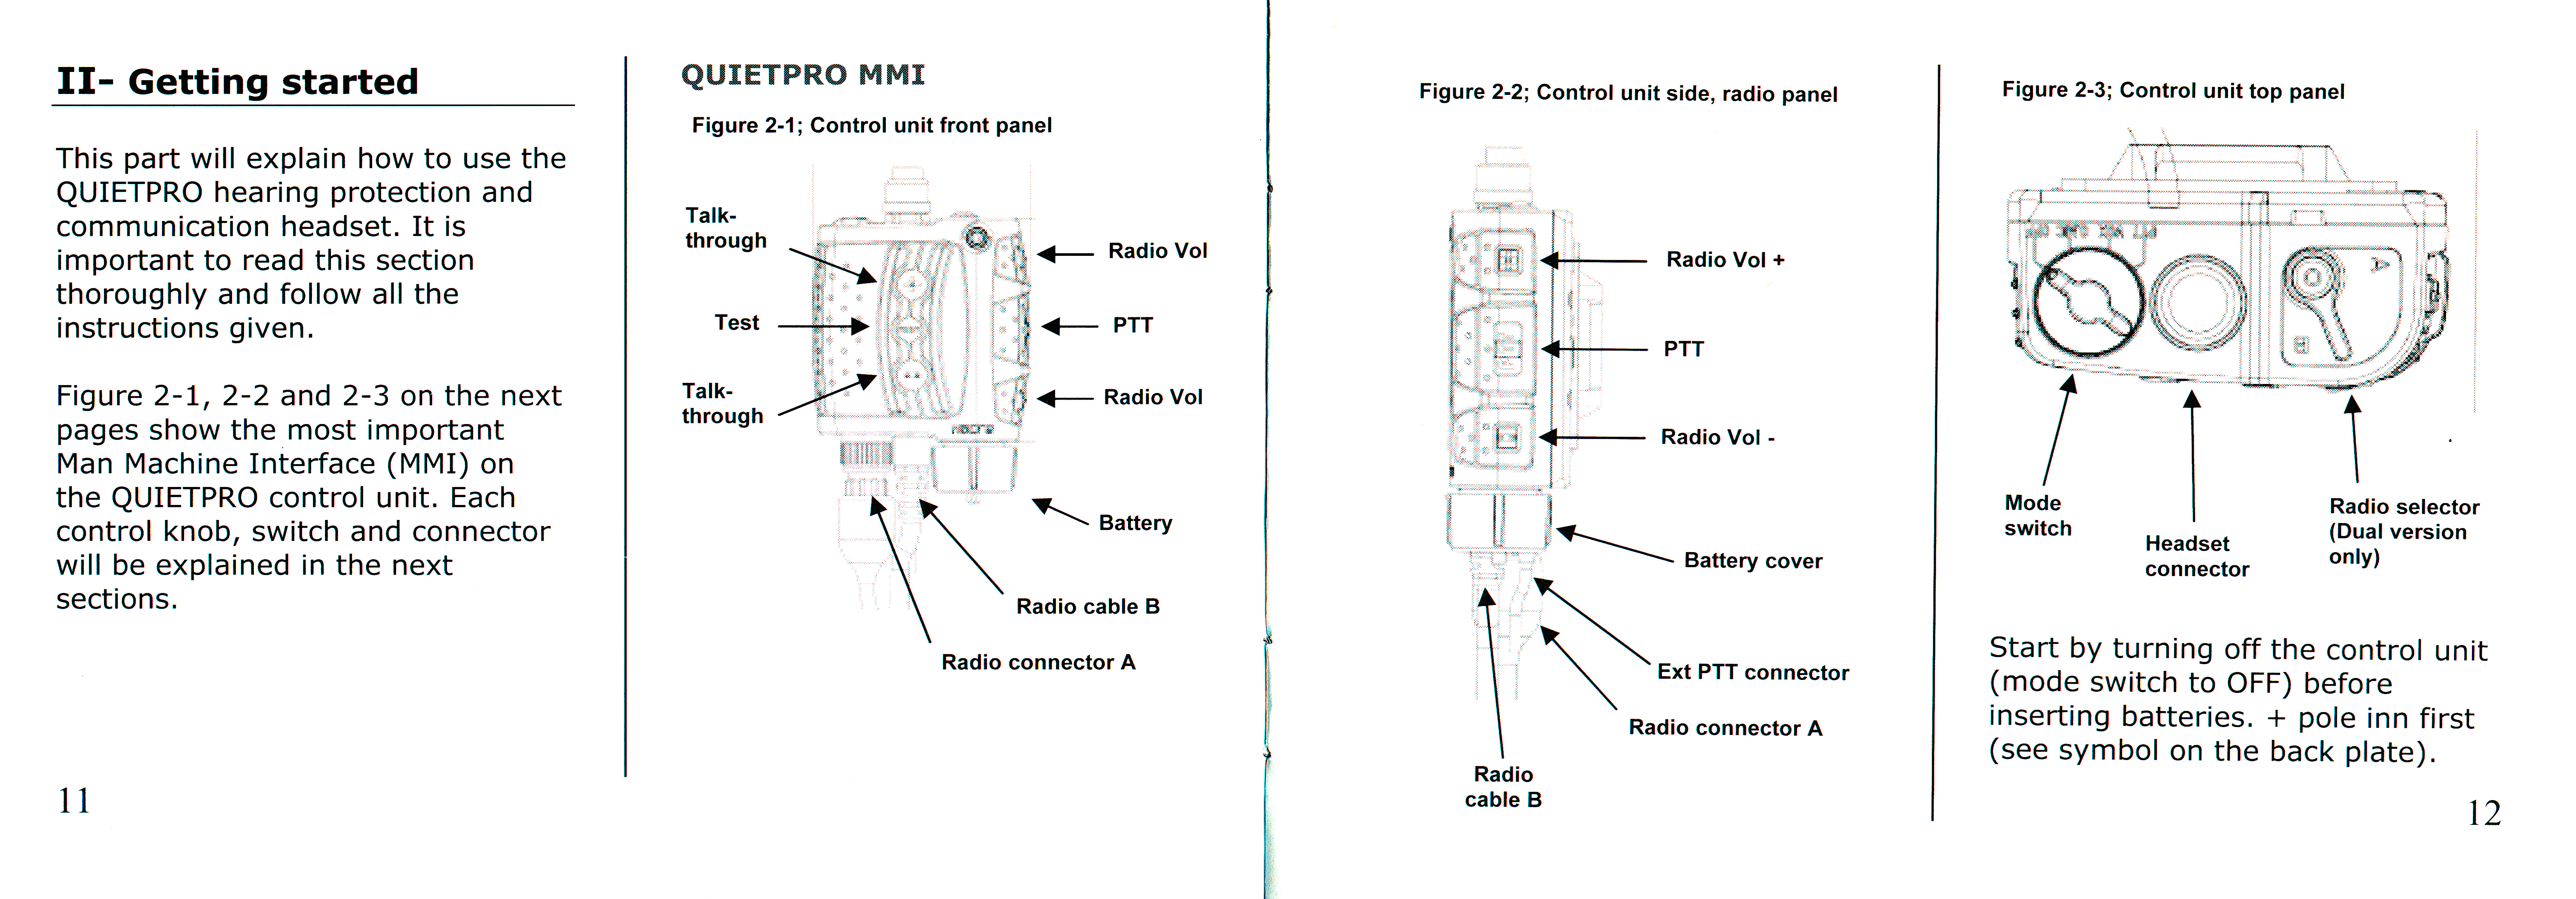 II- Getting started
This part will explain how to use the
QUIETPRO hearing protection and
communication headset. It is
important to read this section
thoroughly and follow all the
instructions given.
Figure 2-1, 2-2 and 2-3 on the next
pages show the most important
Man Machine Interface (MMI) on
the QUIETPRO control unit. Each
control knob, switch and connector
will be explained in the next
sections.
11
QUIETPRO MMI
Figure 2-1; Control unit front panel
Talk-
through
Test
Talk-
through
Radio Vol
PTT
Radio Vol
nacre
Battery
Radio cable B
Radio connector A
Figure 2-2; Control unit side, radio panel
Radio Vol +
PTT
Radio Vol -
Battery cover
Ext PTT connector
Radio connector A
Radio
cable B
Figure 2-3; Control unit top panel
A
B
Mode
switch
Headset
connector
Radio selector
(Dual version
only)
Start by turning off the control unit
(mode switch to OFF) before
inserting batteries. + pole inn first
(see symbol on the back plate).
12